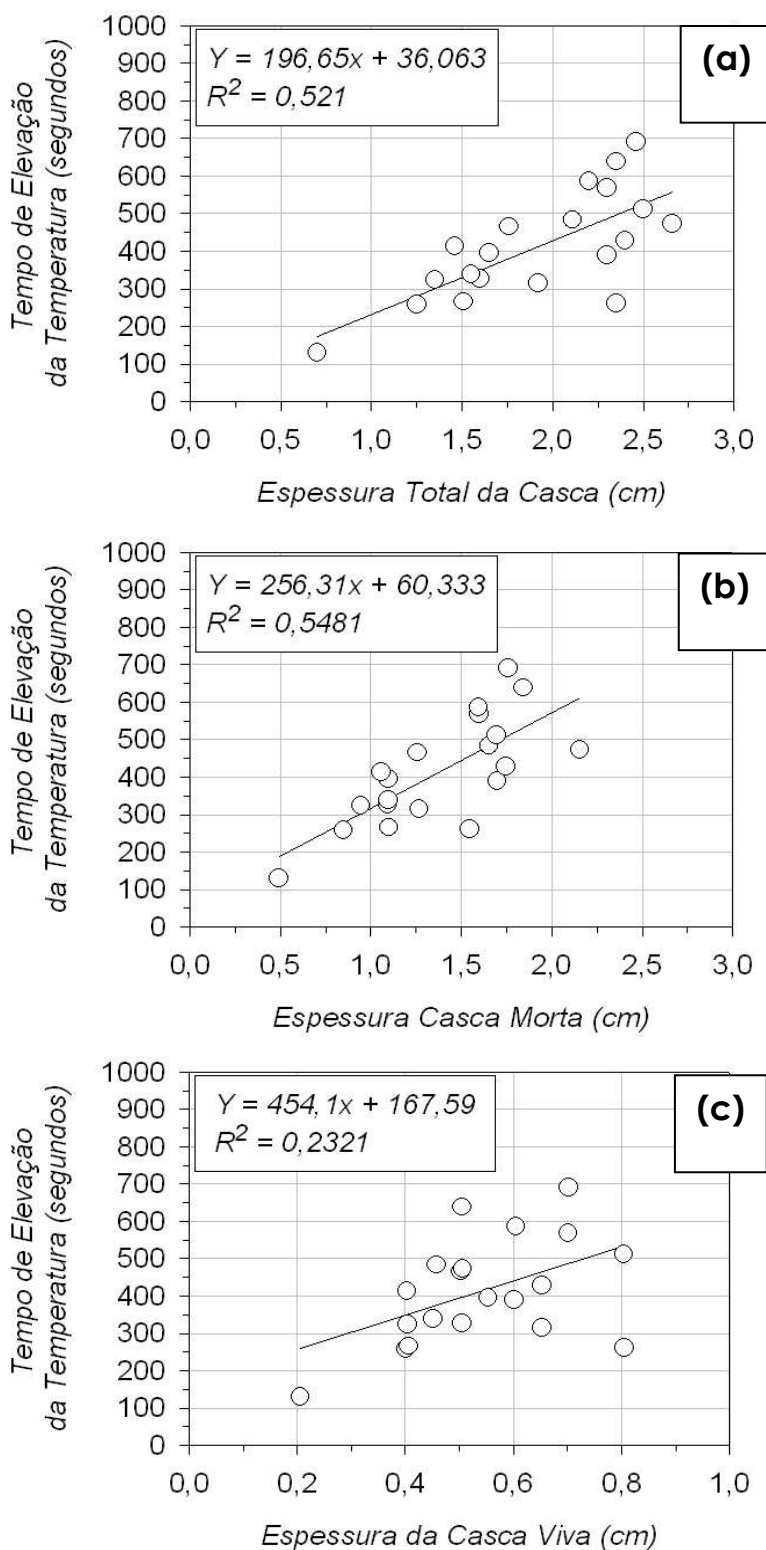 Y = 196,65x + 36,063
R² = 0,521
(a)
Tempo de Elevação
da Temperatura (segundos)
1000
900
800
700
600
500
400
300
200
100
0
0,0 0,5 1,0 1,5 2,0 2,5 3,0
Espessura Total da Casca (cm)
Y = 256,31x + 60,333
R² = 0,5481
(b)
Tempo de Elevação
da Temperatura (segundos)
1000
900
800
700
600
500
400
300
200
100
0
0,0 0,5 1,0 1,5 2,0 2,5 3,0
Espessura Casca Morta (cm)
Y = 454,1x + 167,59
R² = 0,2321
(c)
Tempo de Elevação
da Temperatura (segundos)
1000
900
800
700
600
500
400
300
200
100
0
0,0 0,2 0,4 0,6 0,8 1,0
Espessura da Casca Viva (cm)